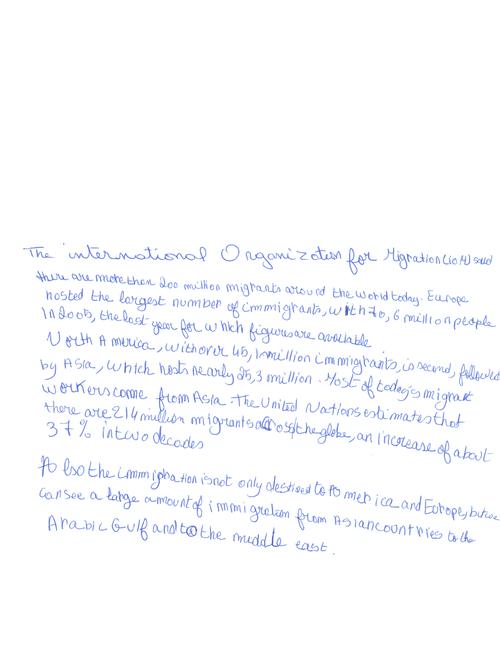 The international Organization for Migration (IOM) said
there are more than 200 million migrants around the world today. Europe
hosted the largest number of immigrants, with 70,6 million people
In 2005, the last year for which figures are available
North America, with over 45,1 million immigrants, is second, followed
by Asia, which hosts nearly 25,3 million. Most of today's migrant
workers come from Asia. The United Nations estimates that
there are 214 million migrants across the globe, an increase of about
37% in two decades
Also the immigration is not only destined to America and Europe, but we
can see a large amount of immigration from Asian countries to the
Arabic Gulf and to the middle east.